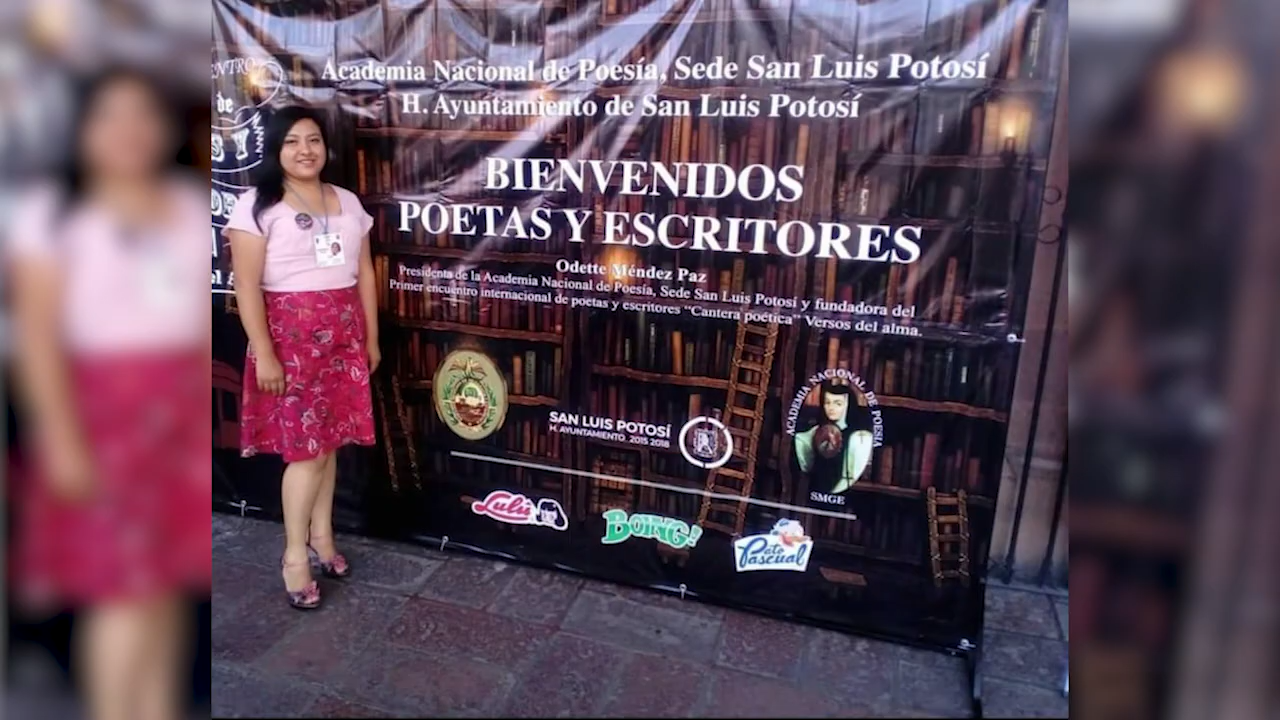 ENTRO
de
S Y
Academia Nacional de Poesía, Sede San Luis Potosí
H. Ayuntamiento de San Luis Potosí
BIENVENIDOS
POETAS Y ESCRITORES
Odette Méndez Paz
Presidenta de la Academia Nacional de Poesía, Sede San Luis Potosí y fundadora del
Primer encuentro internacional de poetas y escritores “Cantera poética” Versos del alma.
SAN LUIS POTOSÍ
H. AYUNTAMIENTO 2015 2018
ACADEMIA NACIONAL DE POESÍA
SMGE
Lulú
BOING!
Pato Pascual